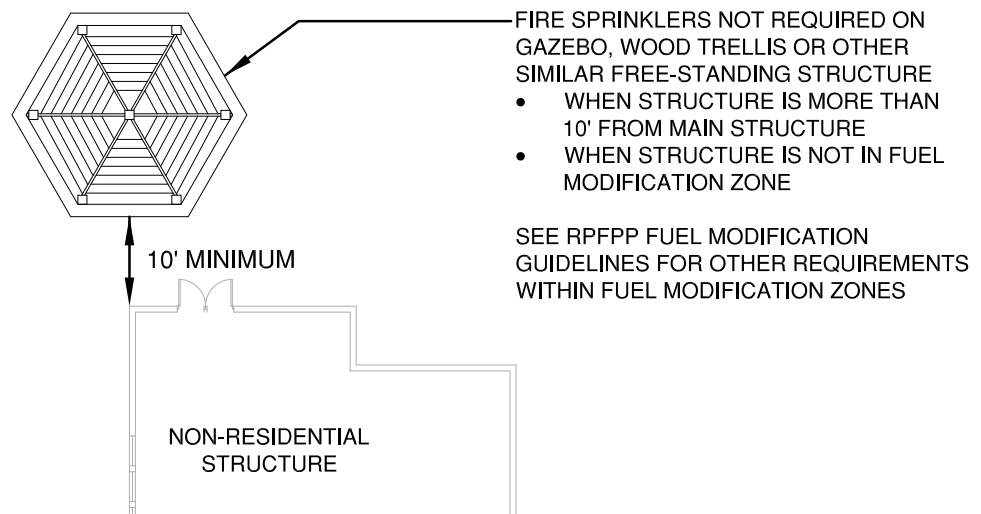 FIRE SPRINKLERS NOT REQUIRED ON
GAZEBO, WOOD TRELLIS OR OTHER
SIMILAR FREE-STANDING STRUCTURE
• WHEN STRUCTURE IS MORE THAN
10' FROM MAIN STRUCTURE
• WHEN STRUCTURE IS NOT IN FUEL
MODIFICATION ZONE
SEE RPFPP FUEL MODIFICATION
GUIDELINES FOR OTHER REQUIREMENTS
WITHIN FUEL MODIFICATION ZONES
10' MINIMUM
NON-RESIDENTIAL
STRUCTURE